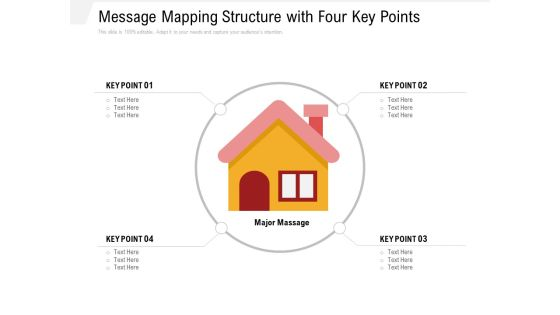 Message Mapping Structure with Four Key Points
This slide is 100% editable. Adapt it to your needs and capture your audience's attention.
KEY POINT 01
Text Here
Text Here
Text Here
KEY POINT 02
Text Here
Text Here
Text Here
Major Massage
KEY POINT 04
Text Here
Text Here
Text Here
KEY POINT 03
Text Here
Text Here
Text Here